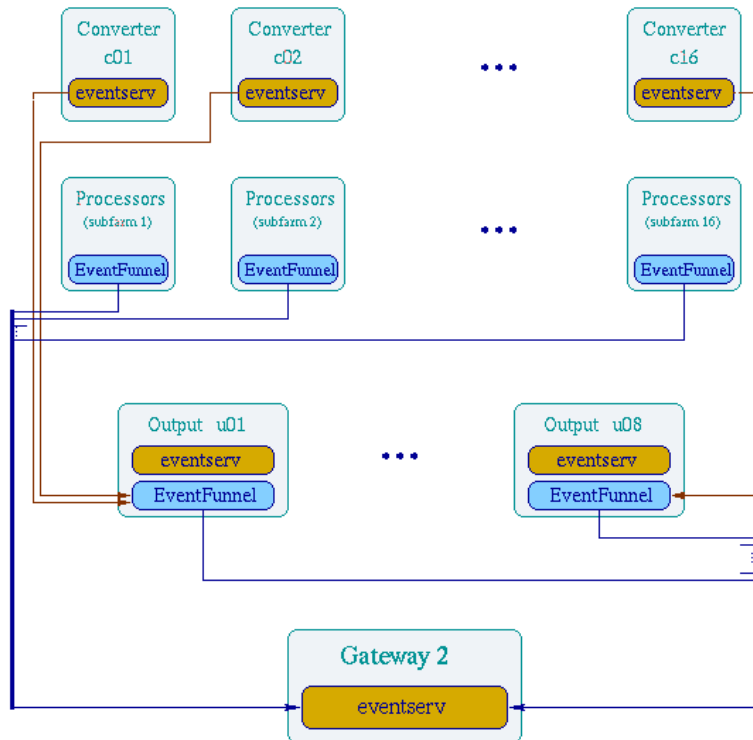 Converter
c01
eventserv
Converter
c02
eventserv
Converter
c16
eventserv
Processors
(subfarm 1)
EventFunnel
Processors
(subfarm 2)
EventFunnel
Processors
(subfarm 16)
EventFunnel
Output u01
eventserv
EventFunnel
Output u08
eventserv
EventFunnel
Gateway 2
eventserv